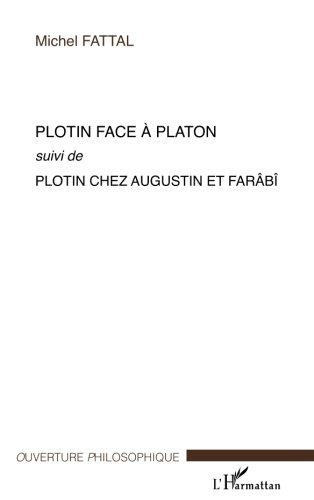 Michel FATTAL
PLOTIN FACE À PLATON
suivi de
PLOTIN CHEZ AUGUSTIN ET FARÂBÎ
OUVERTURE PHILOSOPHIQUE
L'Harmattan